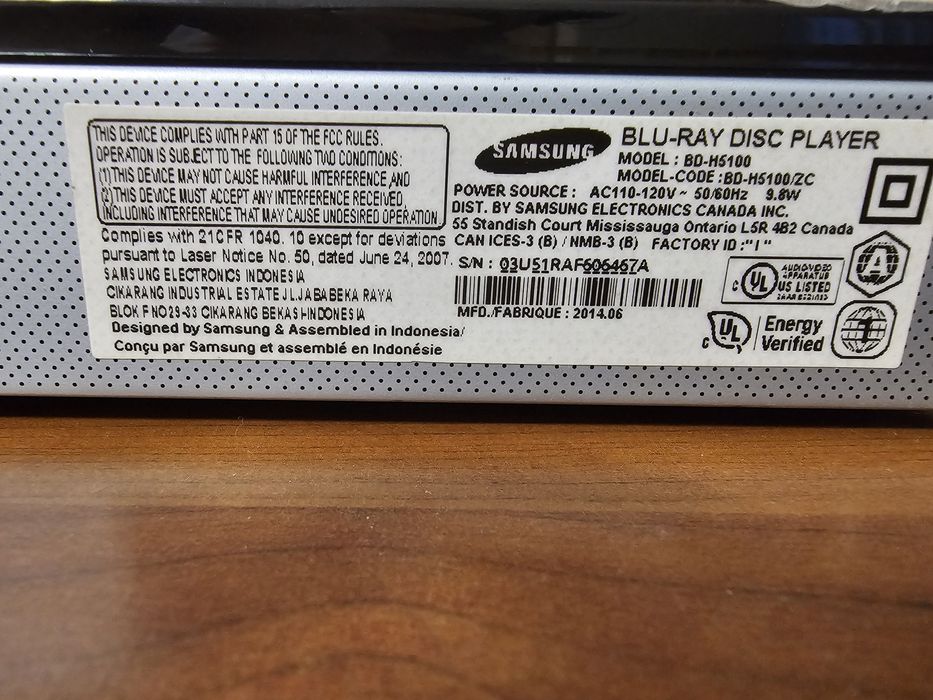 THIS DEVICE COMPLIES WITH PART 15 OF THE FCC RULES.
OPERATION IS SUBJECT TO THE FOLLOWING TWO CONDITIONS:
(1) THIS DEVICE MAY NOT CAUSE HARMFUL INTERFERENCE, AND
(2) THIS DEVICE MUST ACCEPT ANY INTERFERENCE RECEIVED,
INCLUDING INTERFERENCE THAT MAY CAUSE UNDESIRED OPERATION.
Complies with 21 CFR 1040. 10 except for deviations
pursuant to Laser Notice No. 50, dated June 24, 2007.
SAMSUNG ELECTRONICS INDONESIA
CIKARANG INDUSTRIAL ESTATE JL.JABABEKA RAYA
BLOK F NO29-33 CIKARANG BEKASI-INDONESIA
Designed by Samsung & Assembled in Indonesia/
Conçu par Samsung et assemblé en Indonésie
SAMSUNG
BLU-RAY DISC PLAYER
MODEL : BD-H5100
MODEL-CODE : BD-H5100/ZC
POWER SOURCE : AC110-120V ~ 50/60Hz 9.8W
DIST. BY SAMSUNG ELECTRONICS CANADA INC.
55 Standish Court Mississauga Ontario L5R 4B2 Canada
CAN ICES-3 (B) / NMB-3 (B) FACTORY ID : " I "
S/N : 03U51RAF606467A
MFD./FABRIQUE : 2014.06
C UL
AUDIO/VIDEO
APPARATUS
US LISTED
C UL
Energy
Verified